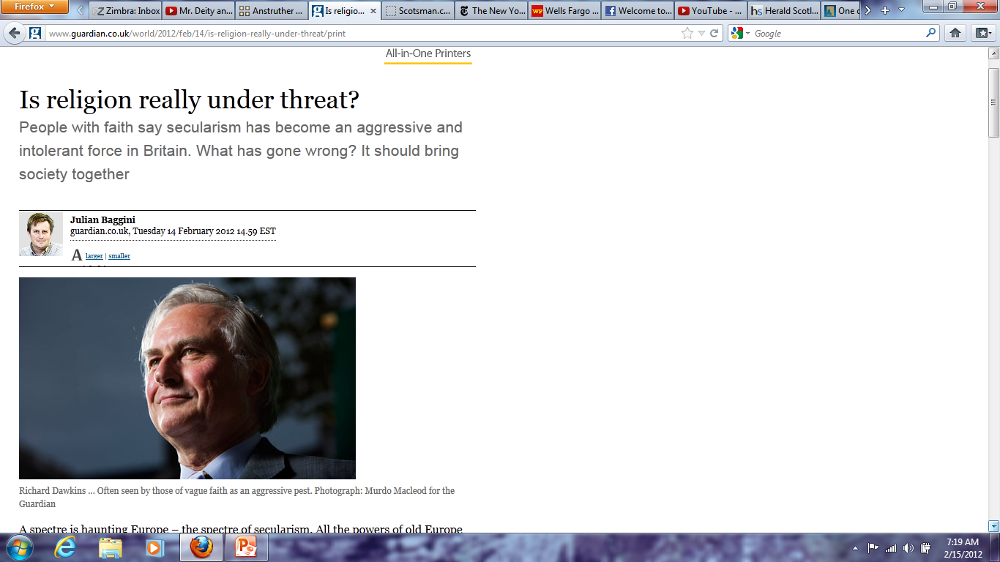 Firefox
Zimbra: Inbox
Mr. Deity an...
Anstruther ...
Is religio...
Scotsman.c...
The New Yo...
Wells Fargo ...
Welcome to...
YouTube - ...
Herald Scotl...
One o
www.guardian.co.uk/world/2012/feb/14/is-religion-really-under-threat/print
Google
All-in-One Printers
Is religion really under threat?
People with faith say secularism has become an aggressive and
intolerant force in Britain. What has gone wrong? It should bring
society together
Julian Baggini
guardian.co.uk, Tuesday 14 February 2012 14.59 EST
A larger | smaller
Richard Dawkins ... Often seen by those of vague faith as an aggressive pest. Photograph: Murdo Macleod for the
Guardian
A spectre is haunting Europe – the spectre of secularism. All the powers of old Europe
7:19 AM
2/15/2012